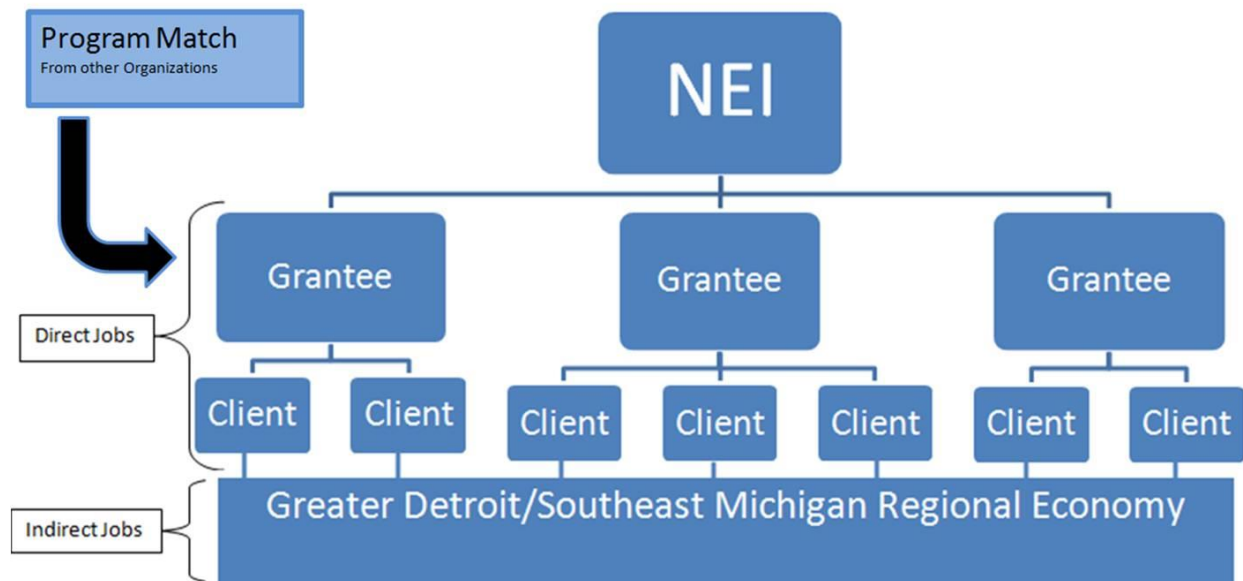 Program Match
From other Organizations
NEI
Grantee
Grantee
Grantee
Direct Jobs
Client
Client
Client
Client
Client
Client
Client
Greater Detroit/Southeast Michigan Regional Economy
Indirect Jobs